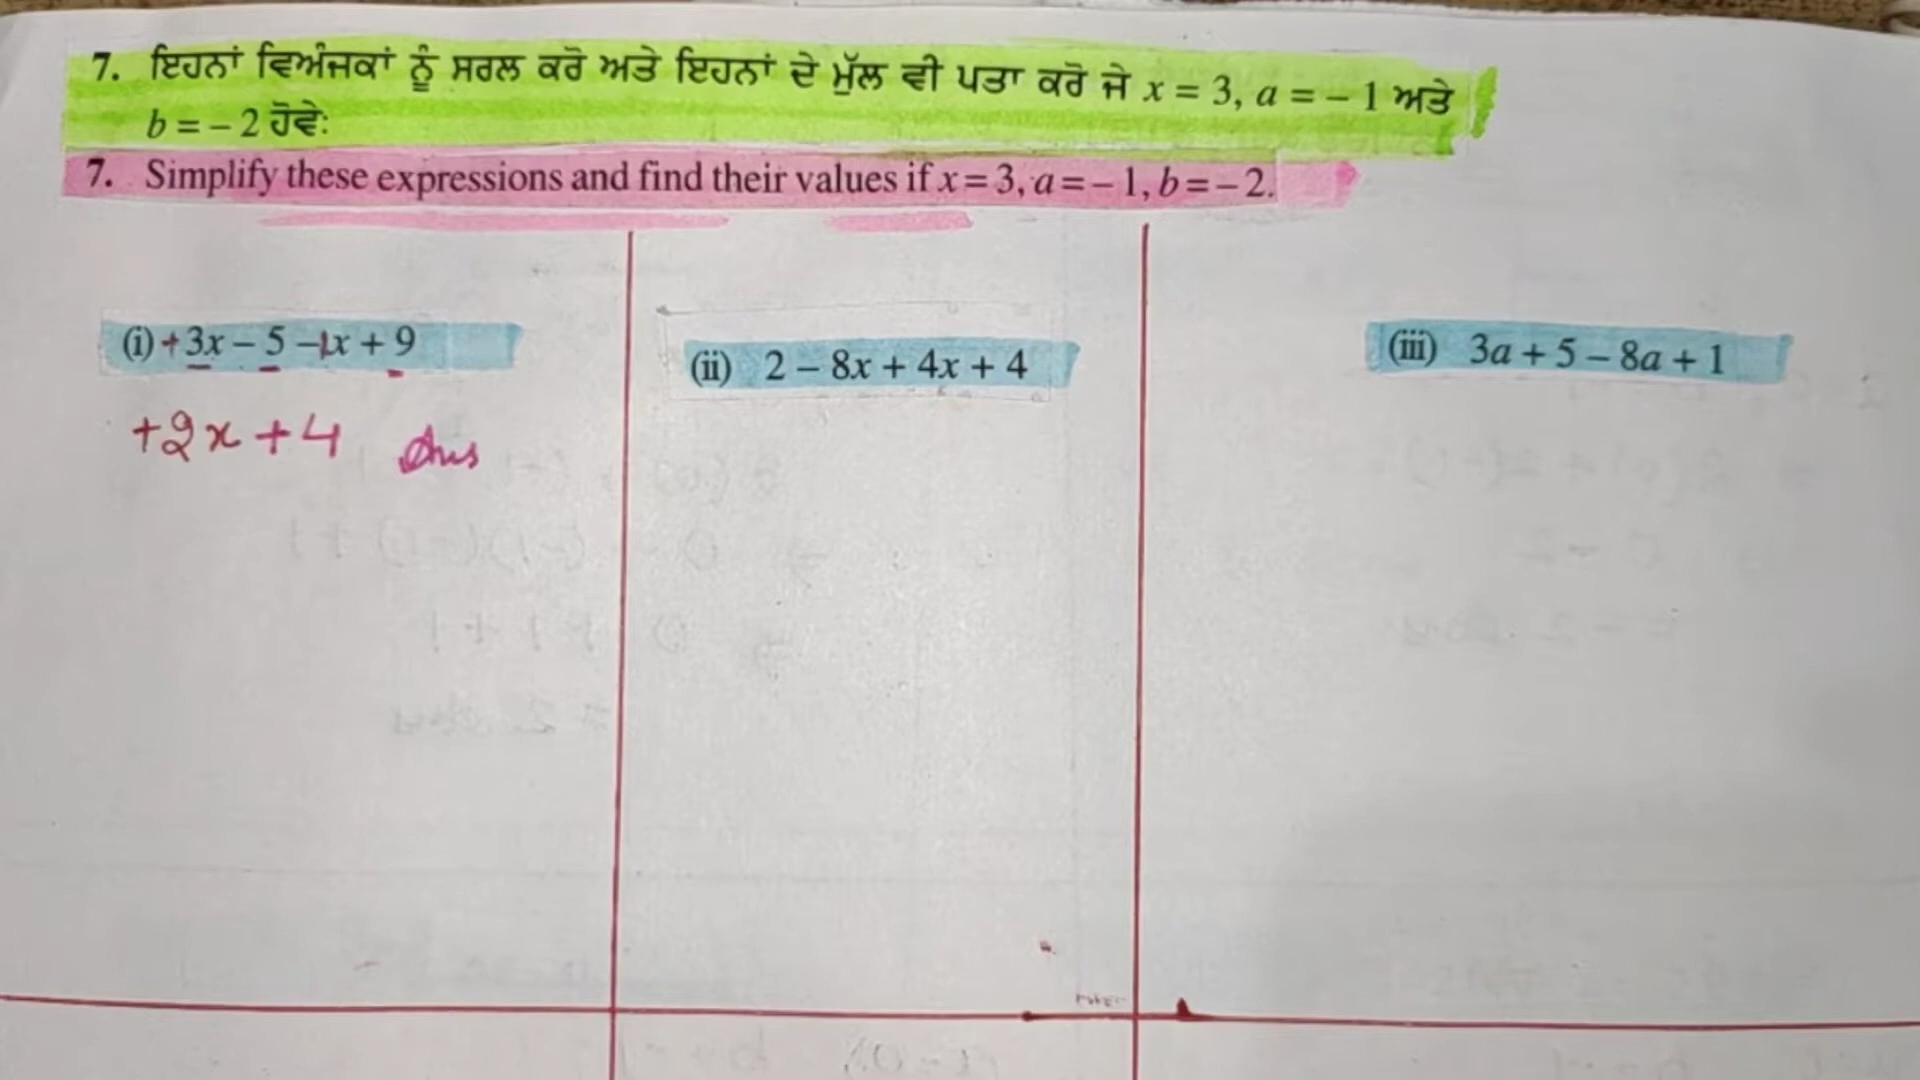 7. ਇਹਨਾਂ ਵਿਅੰਜਕਾਂ ਨੂੰ ਸਰਲ ਕਰੋ ਅਤੇ ਇਹਨਾਂ ਦੇ ਮੁੱਲ ਵੀ ਪਤਾ ਕਰੋ ਜੇ x = 3, a = – 1 ਅਤੇ
b = – 2 ਹੋਵੇ:
7. Simplify these expressions and find their values if x = 3, a = – 1, b = – 2.
(i) +3x – 5 – 1x + 9
(ii) 2 – 8x + 4x + 4
(iii) 3a + 5 – 8a + 1
+2x + 4 Ans